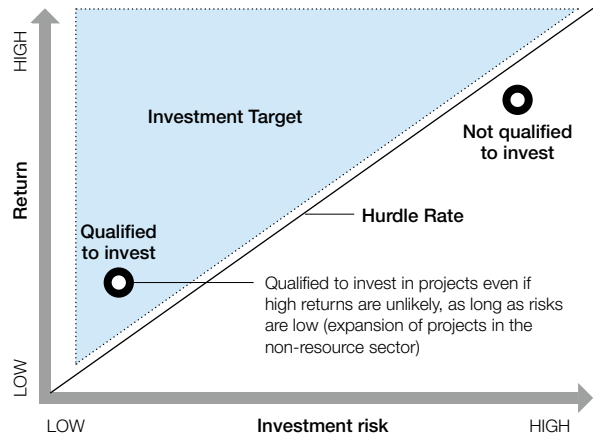 HIGH
Investment Target
Not qualified
to invest
Return
Qualified
to invest
Hurdle Rate
Qualified to invest in projects even if
high returns are unlikely, as long as risks
are low (expansion of projects in the
non-resource sector)
LOW
LOW
Investment risk
HIGH